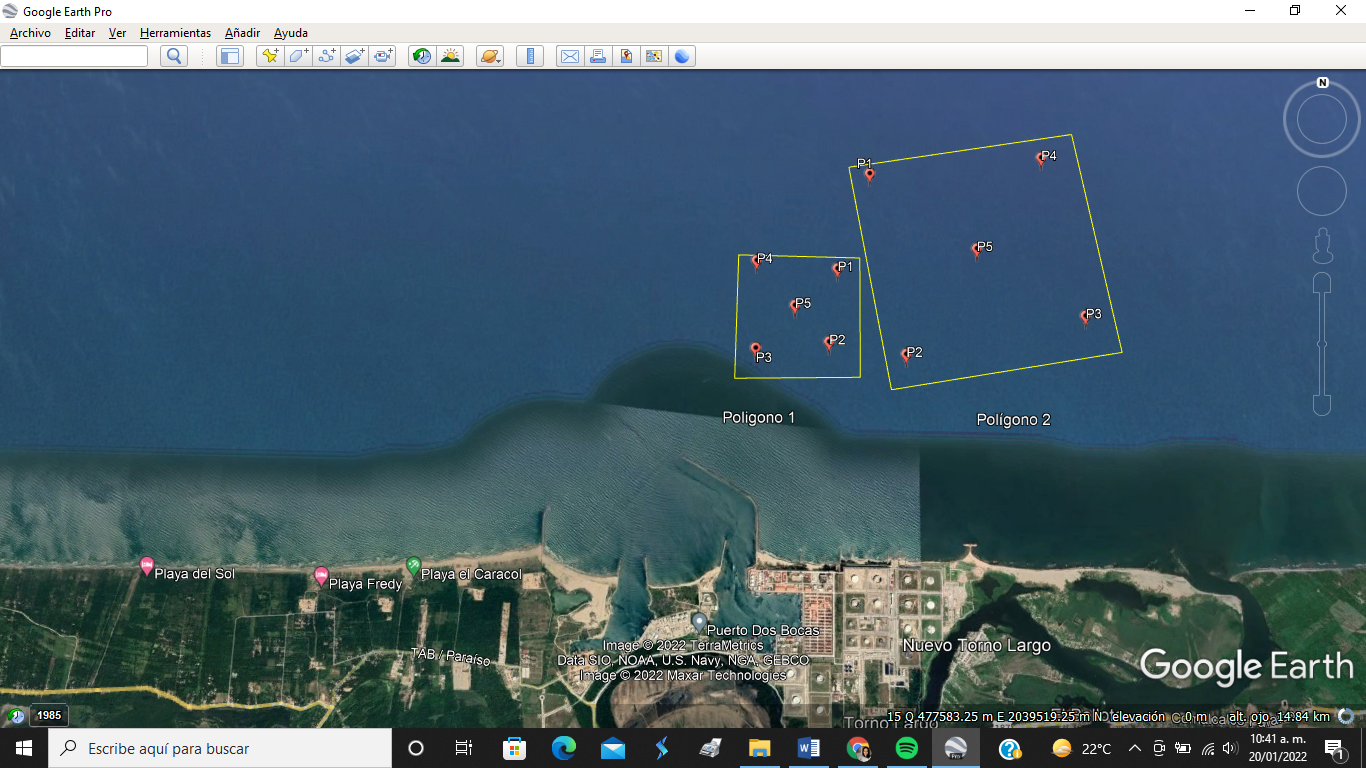 Google Earth Pro
Archivo Editar Ver Herramientas Añadir Ayuda
N
P1
P4
P5
P3
P2
P4
P1
P5
P2
P3
Poligono 1
Polígono 2
Playa del Sol
Playa Fredy
Playa el Caracol
Puerto Dos Bocas
TAB / Paraíso
Nuevo Torno Largo
Image © 2022 TerraMetrics
Data SIO, NOAA, U.S. Navy, NGA, GEBCO
Image © 2022 Maxar Technologies
Google Earth
1985
15 Q 477583.25 m E 2039519.25 m N elevación 0 m alt. ojo 14.84 km
Torno Largo
Escribe aquí para buscar
22°C
10:41 a. m.
20/01/2022
1